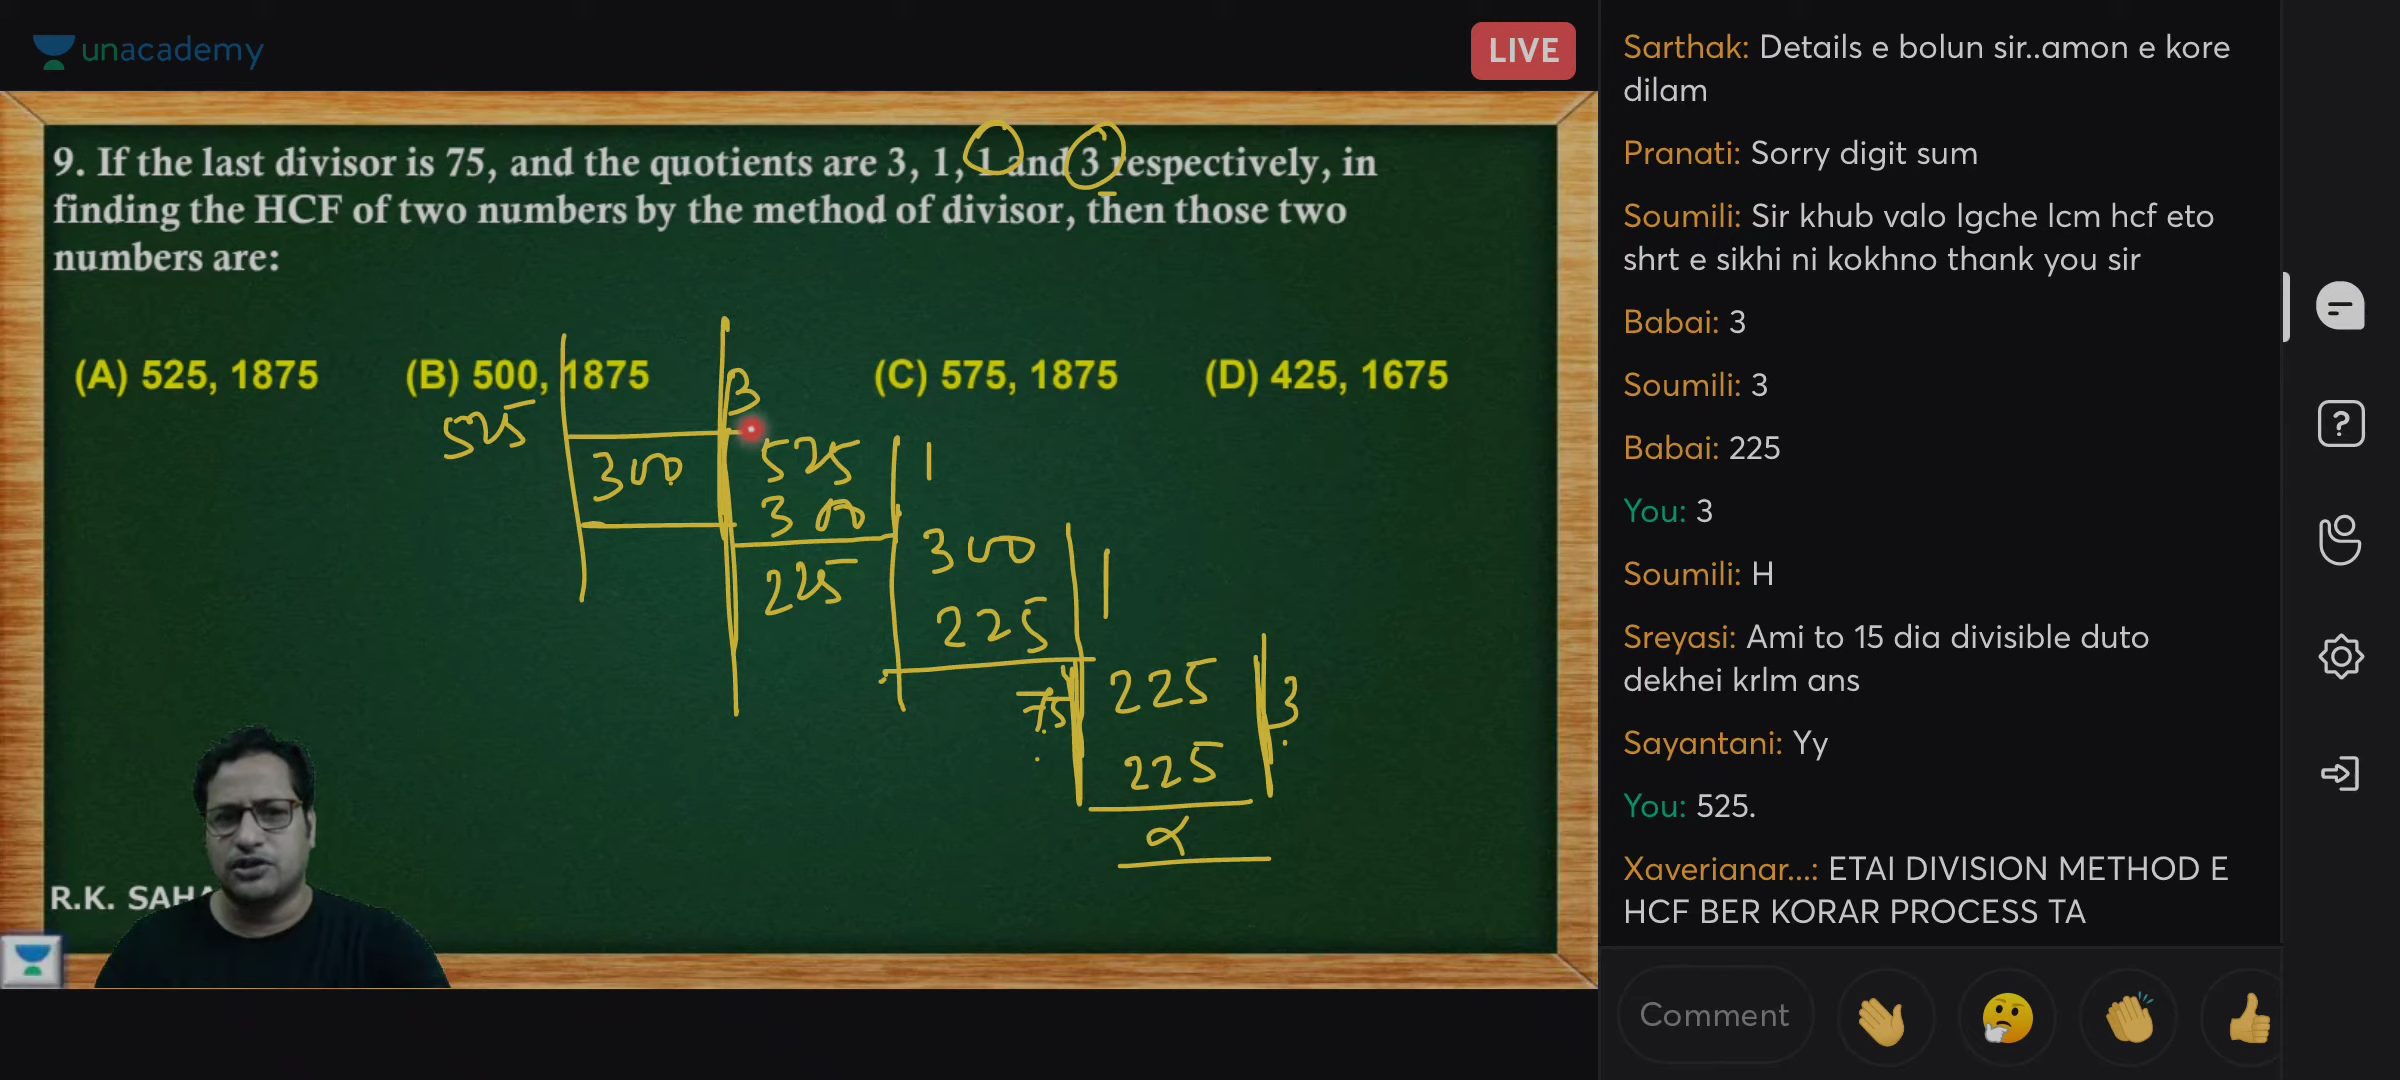 unacademy
LIVE
9. If the last divisor is 75, and the quotients are 3, 1, 1 and 3 respectively, in
finding the HCF of two numbers by the method of divisor, then those two
numbers are:
(A) 525, 1875
(B) 500, 1875
(C) 575, 1875
(D) 425, 1675
3
525
300
525
1
300
225
300
1
225
75
225
3
225
R.K. SAHA
Sarthak: Details e bolun sir..amon e kore
dilam
Pranati: Sorry digit sum
Soumili: Sir khub valo lgche lcm hcf eto
shrt e sikhi ni kokhno thank you sir
Babai: 3
Soumili: 3
Babai: 225
You: 3
Soumili: H
Sreyasi: Ami to 15 dia divisible duto
dekhei krlm ans
Sayantani: Yy
You: 525.
Xaverianar...: ETAI DIVISION METHOD E
HCF BER KORAR PROCESS TA
Comment